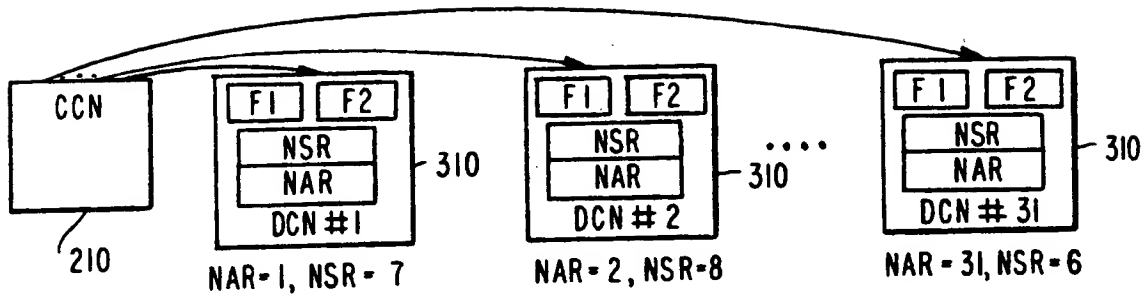 CCN
210
F1 F2
NSR
NAR
DCN #1
310
NAR=1, NSR= 7
F1 F2
NSR
NAR
DCN # 2
310
NAR=2, NSR=8
....
F1 F2
NSR
NAR
DCN # 31
310
NAR = 31, NSR=6